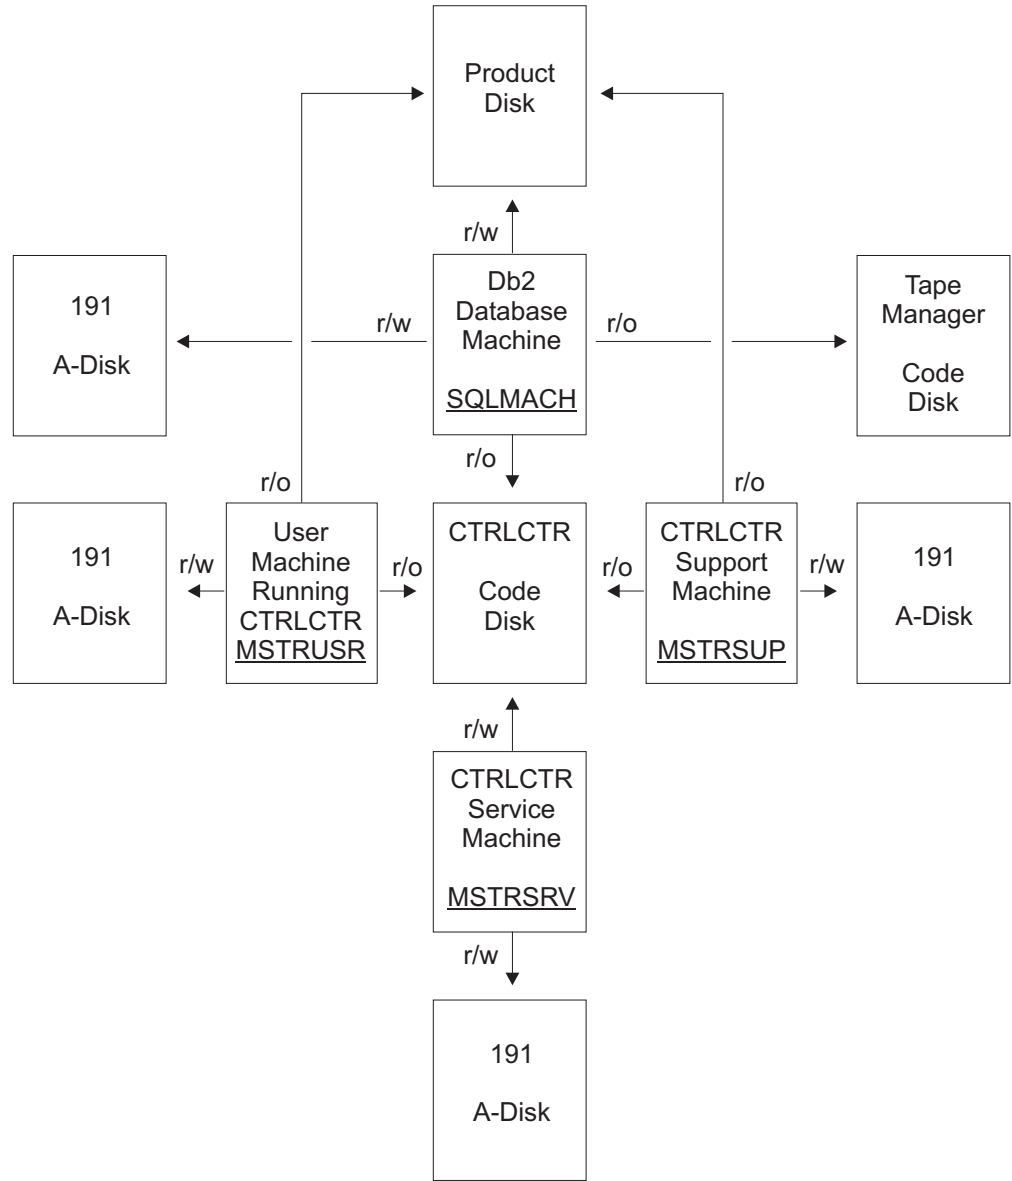 Product
Disk
r/w
191
A-Disk
r/w
Db2
Database
Machine
SQLMACH
r/o
Tape
Manager
Code
Disk
r/o
r/o
r/o
191
A-Disk
r/w
User
Machine
Running
CTRLCTR
MSTRUSR
r/o
CTRLCTR
Code
Disk
r/o
CTRLCTR
Support
Machine
MSTRSUP
r/w
191
A-Disk
r/w
CTRLCTR
Service
Machine
MSTRSRV
r/w
191
A-Disk